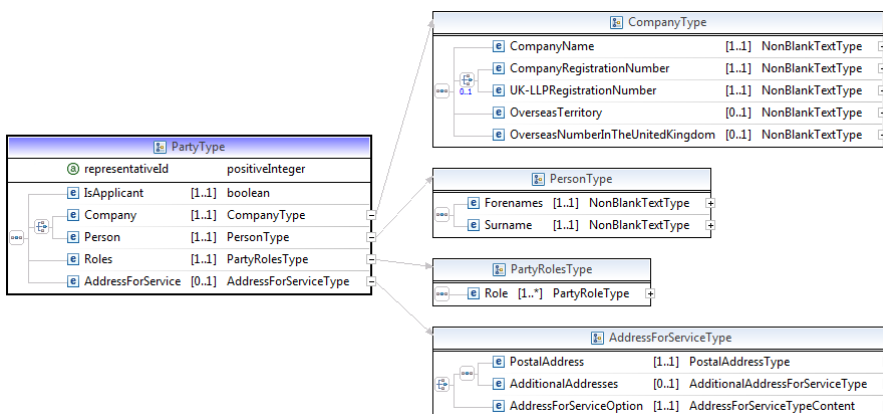 CompanyType
e CompanyName [1..1] NonBlankTextType
e CompanyRegistrationNumber [1..1] NonBlankTextType
0..1 e UK-LLPRegistrationNumber [1..1] NonBlankTextType
e OverseasTerritory [0..1] NonBlankTextType
e OverseasNumberInTheUnitedKingdom [0..1] NonBlankTextType
PartyType
a representativeId positiveInteger
e IsApplicant [1..1] boolean
e Company [1..1] CompanyType
e Person [1..1] PersonType
e Roles [1..1] PartyRolesType
e AddressForService [0..1] AddressForServiceType
PersonType
e Forenames [1..1] NonBlankTextType
e Surname [1..1] NonBlankTextType
PartyRolesType
e Role [1..*] PartyRoleType
AddressForServiceType
e PostalAddress [1..1] PostalAddressType
e AdditionalAddresses [0..1] AdditionalAddressForServiceType
e AddressForServiceOption [1..1] AddressForServiceTypeContent